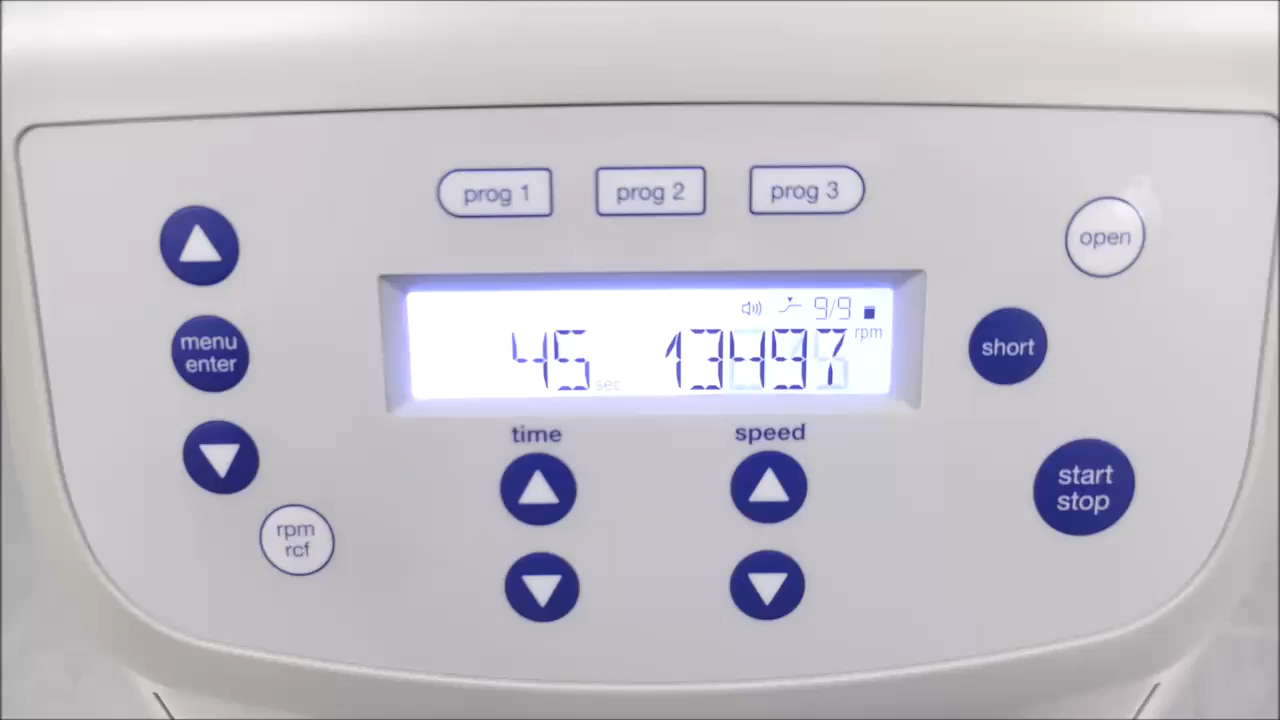 prog 1 prog 2 prog 3
open
9/9
rpm
45 sec 13497
menu
enter
short
time speed
start
stop
rpm
rcf